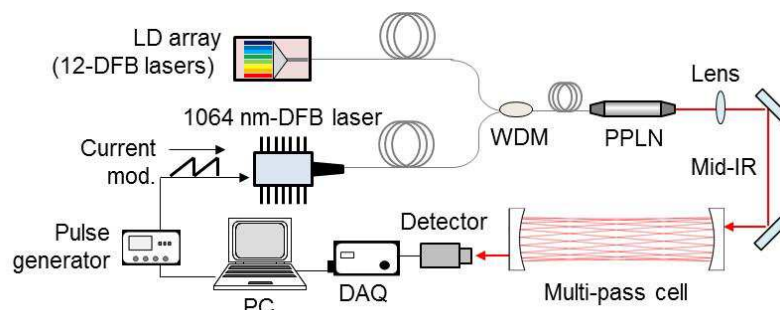 LD array
(12-DFB lasers)
1064 nm-DFB laser
Current
mod.
WDM
PPLN
Lens
Mid-IR
Pulse
generator
PC
DAQ
Detector
Multi-pass cell